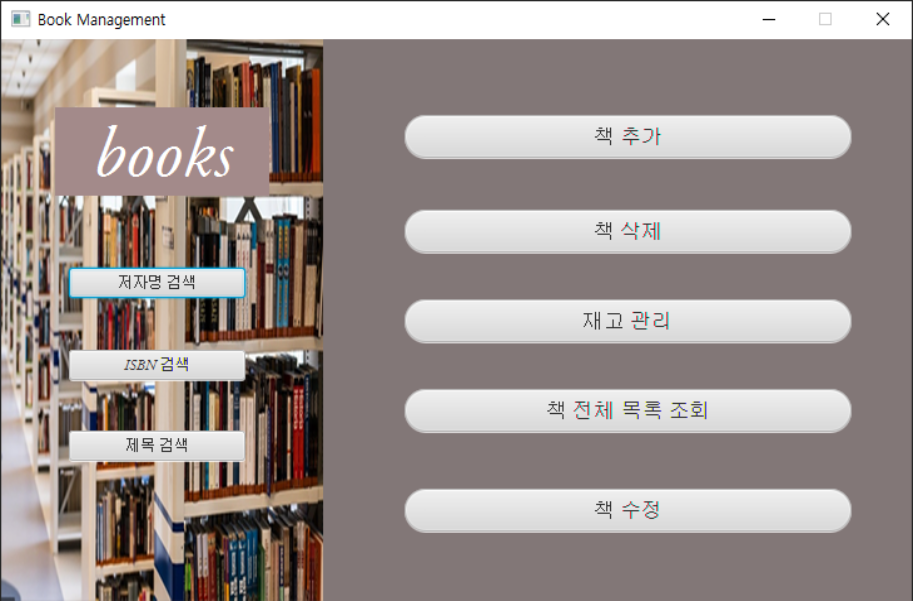 Book Management
books
저자명 검색
ISBN 검색
제목 검색
책 추가
책 삭제
재고 관리
책 전체 목록 조회
책 수정